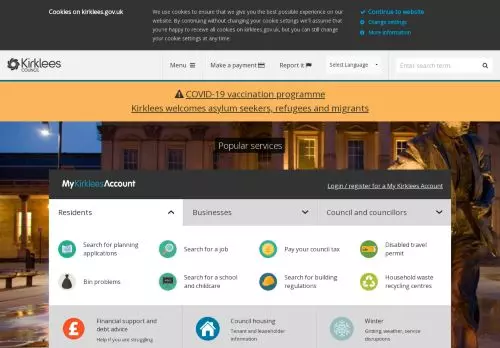 Cookies on kirklees.gov.uk
We use cookies to ensure that we give you the best possible experience on our
website. By continuing without changing your cookie settings we'll assume that
you're happy to receive all cookies on kirklees.gov.uk, but you can still change
your cookie settings at any time.
Continue to website
Change settings
More information
Kirklees
COUNCIL
Menu
Make a payment
Report it
Select Language
Enter search term..
COVID-19 vaccination programme
Kirklees welcomes asylum seekers, refugees and migrants
Popular services
MyKirkleesAccount
Login / register for a My Kirklees Account
Residents
Businesses
Council and councillors
Search for planning
applications
Search for a job
Pay your council tax
Disabled travel
permit
Bin problems
Search for a school
and childcare
Search for building
regulations
Household waste
recycling centres
Financial support and
debt advice
Help if you are struggling
Council housing
Tenant and leaseholder
information
Winter
Gritting, weather, service
disruptions